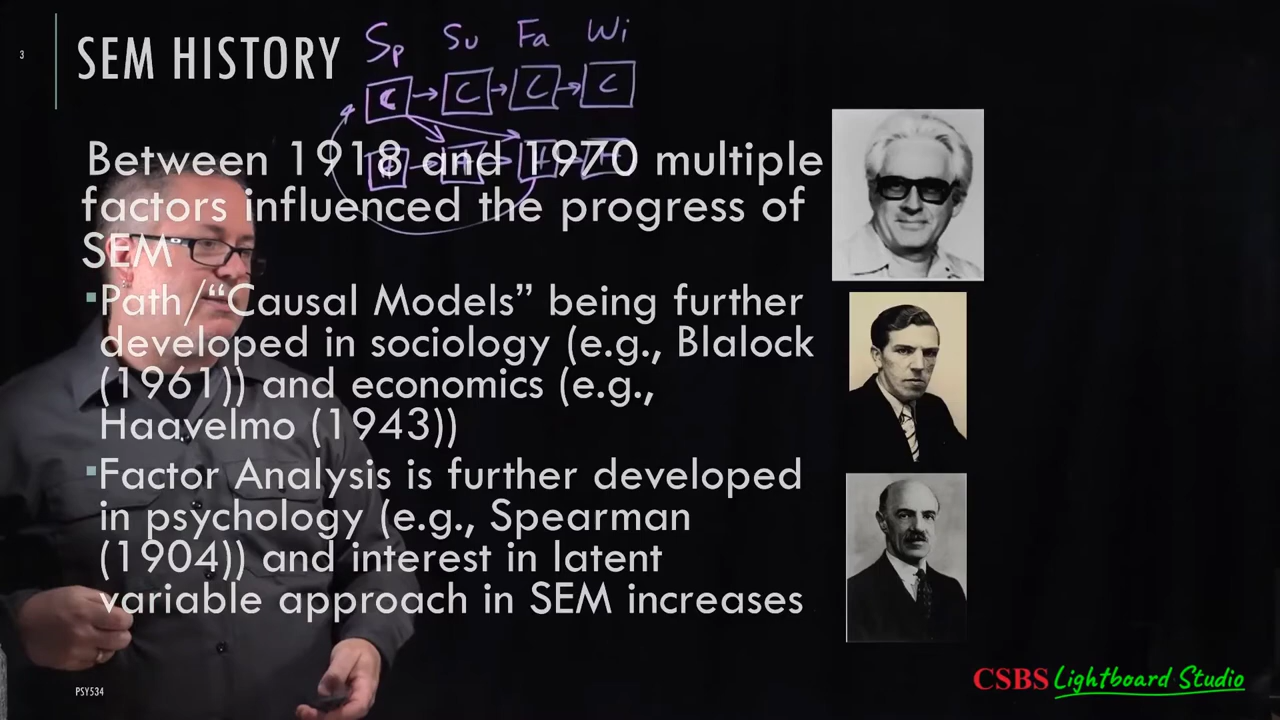 3
SEM HISTORY
Sp Su Fa Wi
C C C C
Between 1918 and 1970 multiple
factors influenced the progress of
SEM
▪Path/“Causal Models” being further
developed in sociology (e.g., Blalock
(1961)) and economics (e.g.,
Haavelmo (1943))
▪Factor Analysis is further developed
in psychology (e.g., Spearman
(1904)) and interest in latent
variable approach in SEM increases
PSY534
CSBS Lightboard Studio